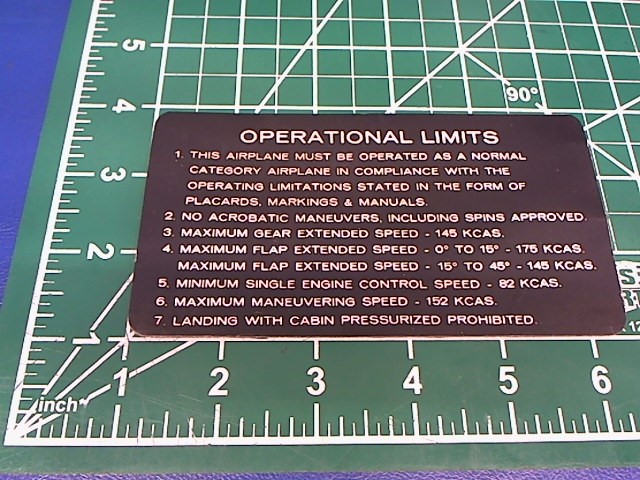 5
4
90°
3
2
1
OPERATIONAL LIMITS
1. THIS AIRPLANE MUST BE OPERATED AS A NORMAL
CATEGORY AIRPLANE IN COMPLIANCE WITH THE
OPERATING LIMITATIONS STATED IN THE FORM OF
PLACARDS, MARKINGS & MANUALS.
2. NO ACROBATIC MANEUVERS, INCLUDING SPINS APPROVED.
3. MAXIMUM GEAR EXTENDED SPEED - 145 KCAS.
4. MAXIMUM FLAP EXTENDED SPEED - 0° TO 15° - 175 KCAS.
MAXIMUM FLAP EXTENDED SPEED - 15° TO 45° - 145 KCAS.
5. MINIMUM SINGLE ENGINE CONTROL SPEED - 82 KCAS.
6. MAXIMUM MANEUVERING SPEED - 152 KCAS.
7. LANDING WITH CABIN PRESSURIZED PROHIBITED.
1 2 3 4 5 6
inch